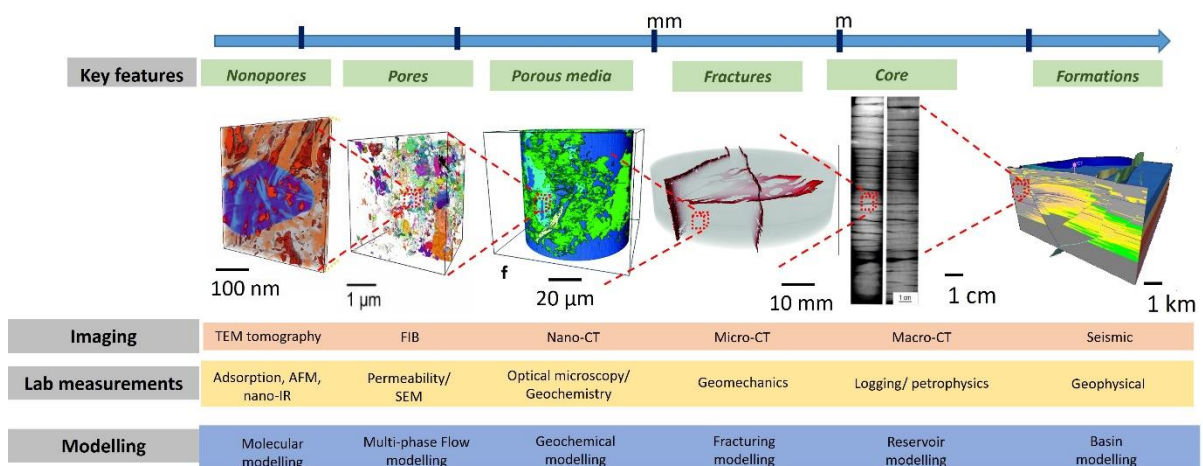 mm m
Key features Nonopores Pores Porous media Fractures Core Formations
f
100 nm 1 µm 20 µm 10 mm 1 cm 1 cm 1 km
Imaging TEM tomography FIB Nano-CT Micro-CT Macro-CT Seismic
Lab measurements Adsorption, AFM, nano-IR Permeability/ SEM Optical microscopy/ Geochemistry Geomechanics Logging/ petrophysics Geophysical
Modelling Molecular modelling Multi-phase Flow modelling Geochemical modelling Fracturing modelling Reservoir modelling Basin modelling